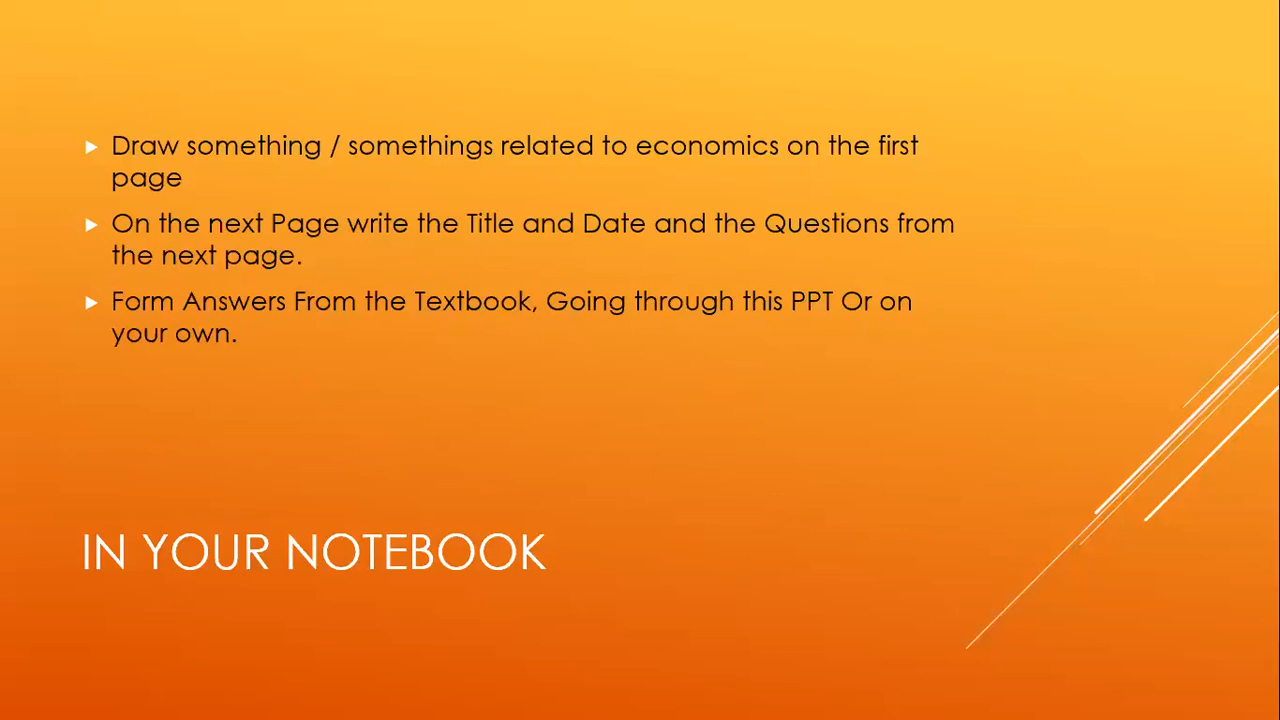 Draw something / somethings related to economics on the first
page
On the next Page write the Title and Date and the Questions from
the next page.
Form Answers From the Textbook, Going through this PPT Or on
your own.
IN YOUR NOTEBOOK